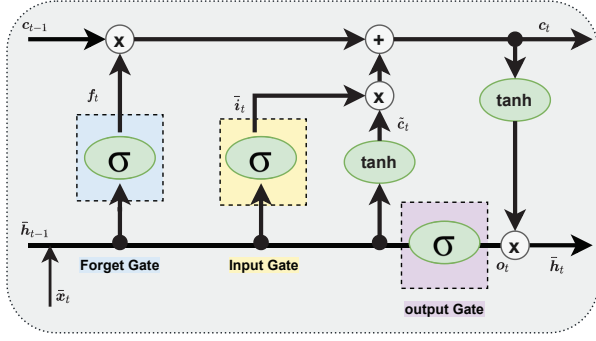 c_{t-1}
x
+
c_t
f_t
ī_t
x
tanh
c̃_t
σ
σ
tanh
h̄_{t-1}
σ
x
Forget Gate
Input Gate
o_t
h̄_t
x̄_t
output Gate